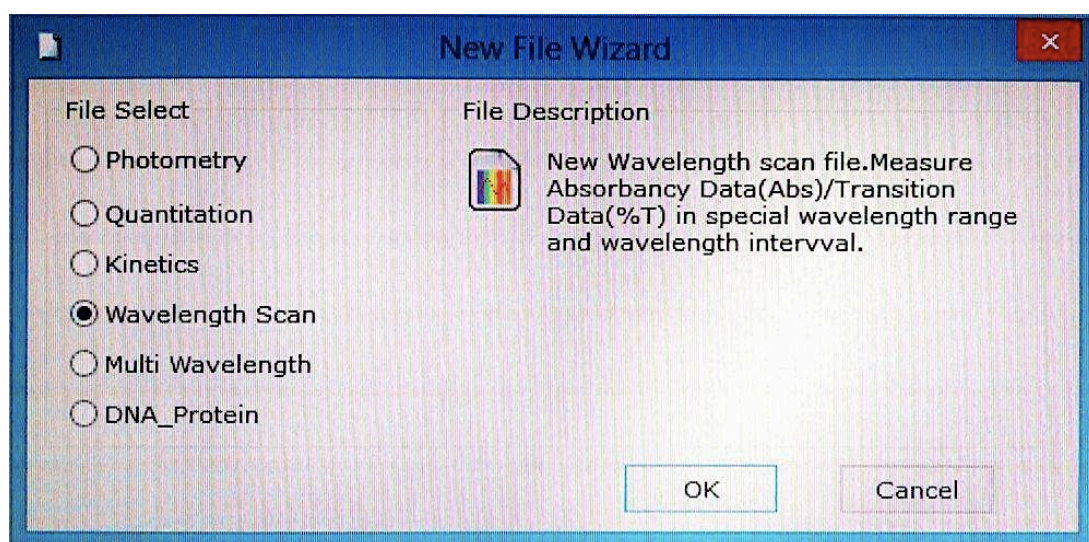 New File Wizard
File Select
Photometry
Quantitation
Kinetics
Wavelength Scan
Multi Wavelength
DNA_Protein
File Description
New Wavelength scan file.Measure
Absorbancy Data(Abs)/Transition
Data(%T) in special wavelength range
and wavelength intervval.
OK
Cancel